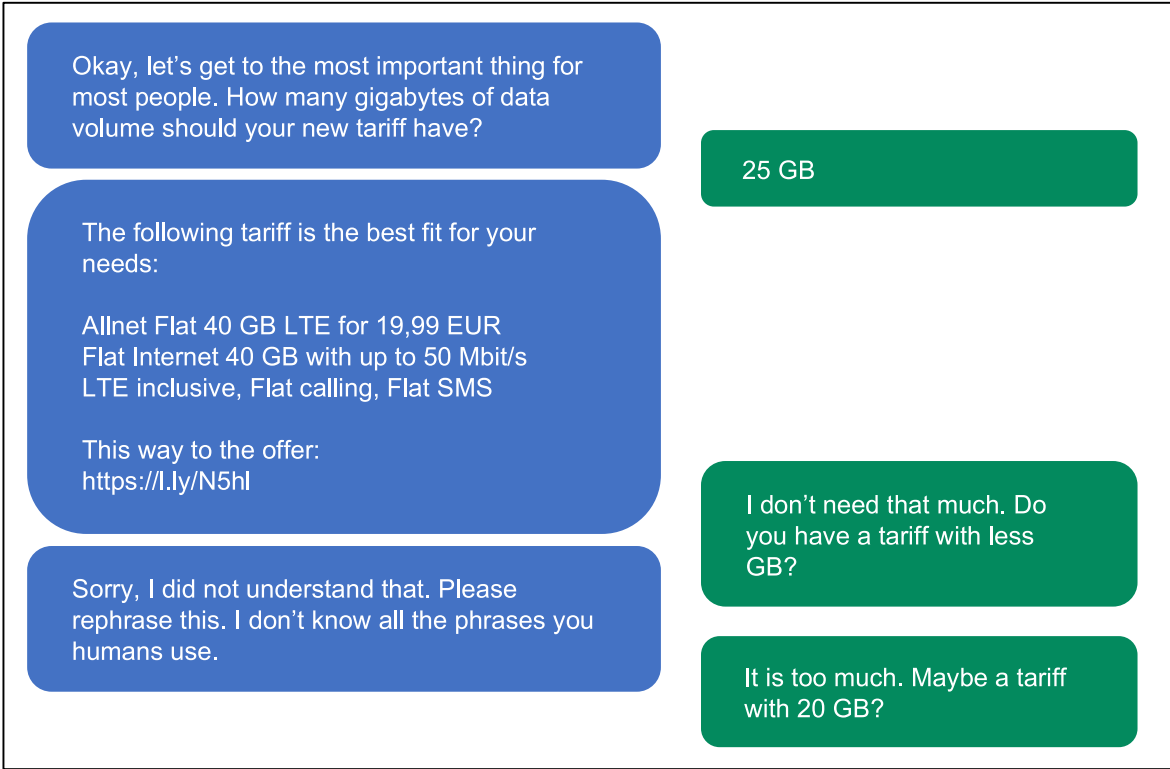 Okay, let’s get to the most important thing for
most people. How many gigabytes of data
volume should your new tariff have?
25 GB
The following tariff is the best fit for your
needs:
Allnet Flat 40 GB LTE for 19,99 EUR
Flat Internet 40 GB with up to 50 Mbit/s
LTE inclusive, Flat calling, Flat SMS
This way to the offer:
https://l.ly/N5hl
I don’t need that much. Do
you have a tariff with less
GB?
Sorry, I did not understand that. Please
rephrase this. I don’t know all the phrases you
humans use.
It is too much. Maybe a tariff
with 20 GB?